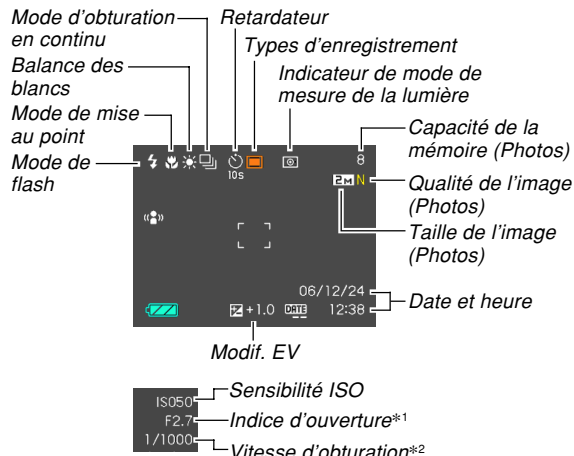 Mode d'obturation
en continu
Retardateur
Types d'enregistrement
Balance des
blancs
Indicateur de mode de
mesure de la lumière
Mode de mise
au point
Mode de
flash
Capacité de la
mémoire (Photos)
Qualité de l'image
(Photos)
Taille de l'image
(Photos)
10s
8
2M N
06/12/24
+1.0 DATE 12:38
Date et heure
Modif. EV
ISO50
F2.7
1/1000
Sensibilité ISO
Indice d'ouverture*1
Vitesse d'obturation*2